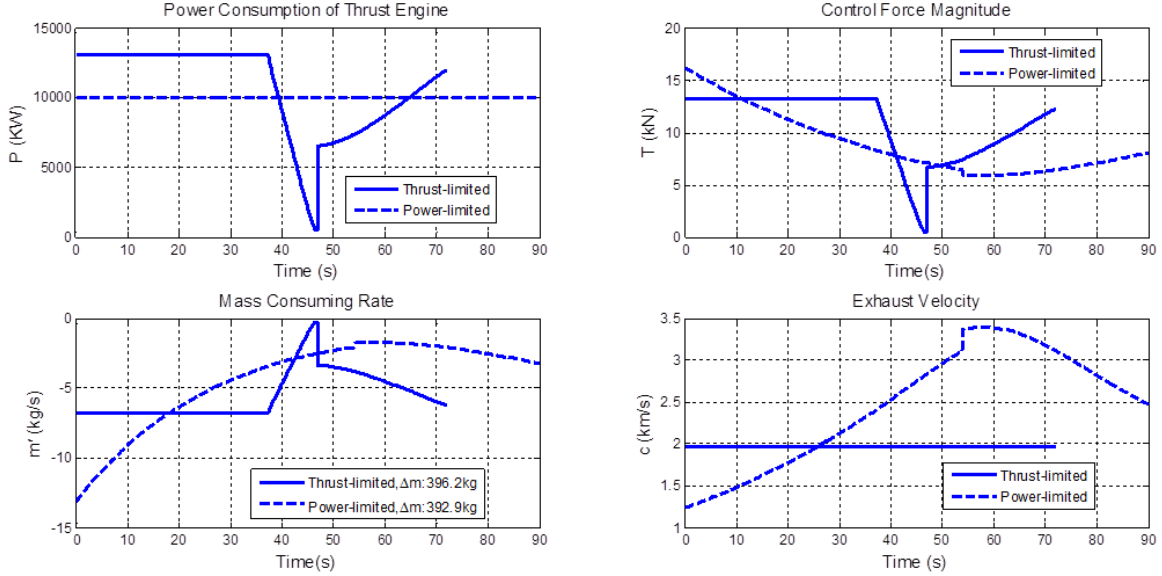 Power Consumption of Thrust Engine
15000
10000
5000
0
P (KW)
Thrust-limited
Power-limited
0 10 20 30 40 50 60 70 80 90
Time (s)
Control Force Magnitude
20
15
10
5
0
T (kN)
Thrust-limited
Power-limited
0 10 20 30 40 50 60 70 80 90
Time(s)
Mass Consuming Rate
0
-5
-10
-15
m' (kg/s)
Thrust-limited,Δm:396.2kg
Power-limited,Δm:392.9kg
0 10 20 30 40 50 60 70 80 90
Time(s)
Exhaust Velocity
3.5
3
2.5
2
1.5
1
c (km/s)
Thrust-limited
Power-limited
0 10 20 30 40 50 60 70 80 90
Time(s)